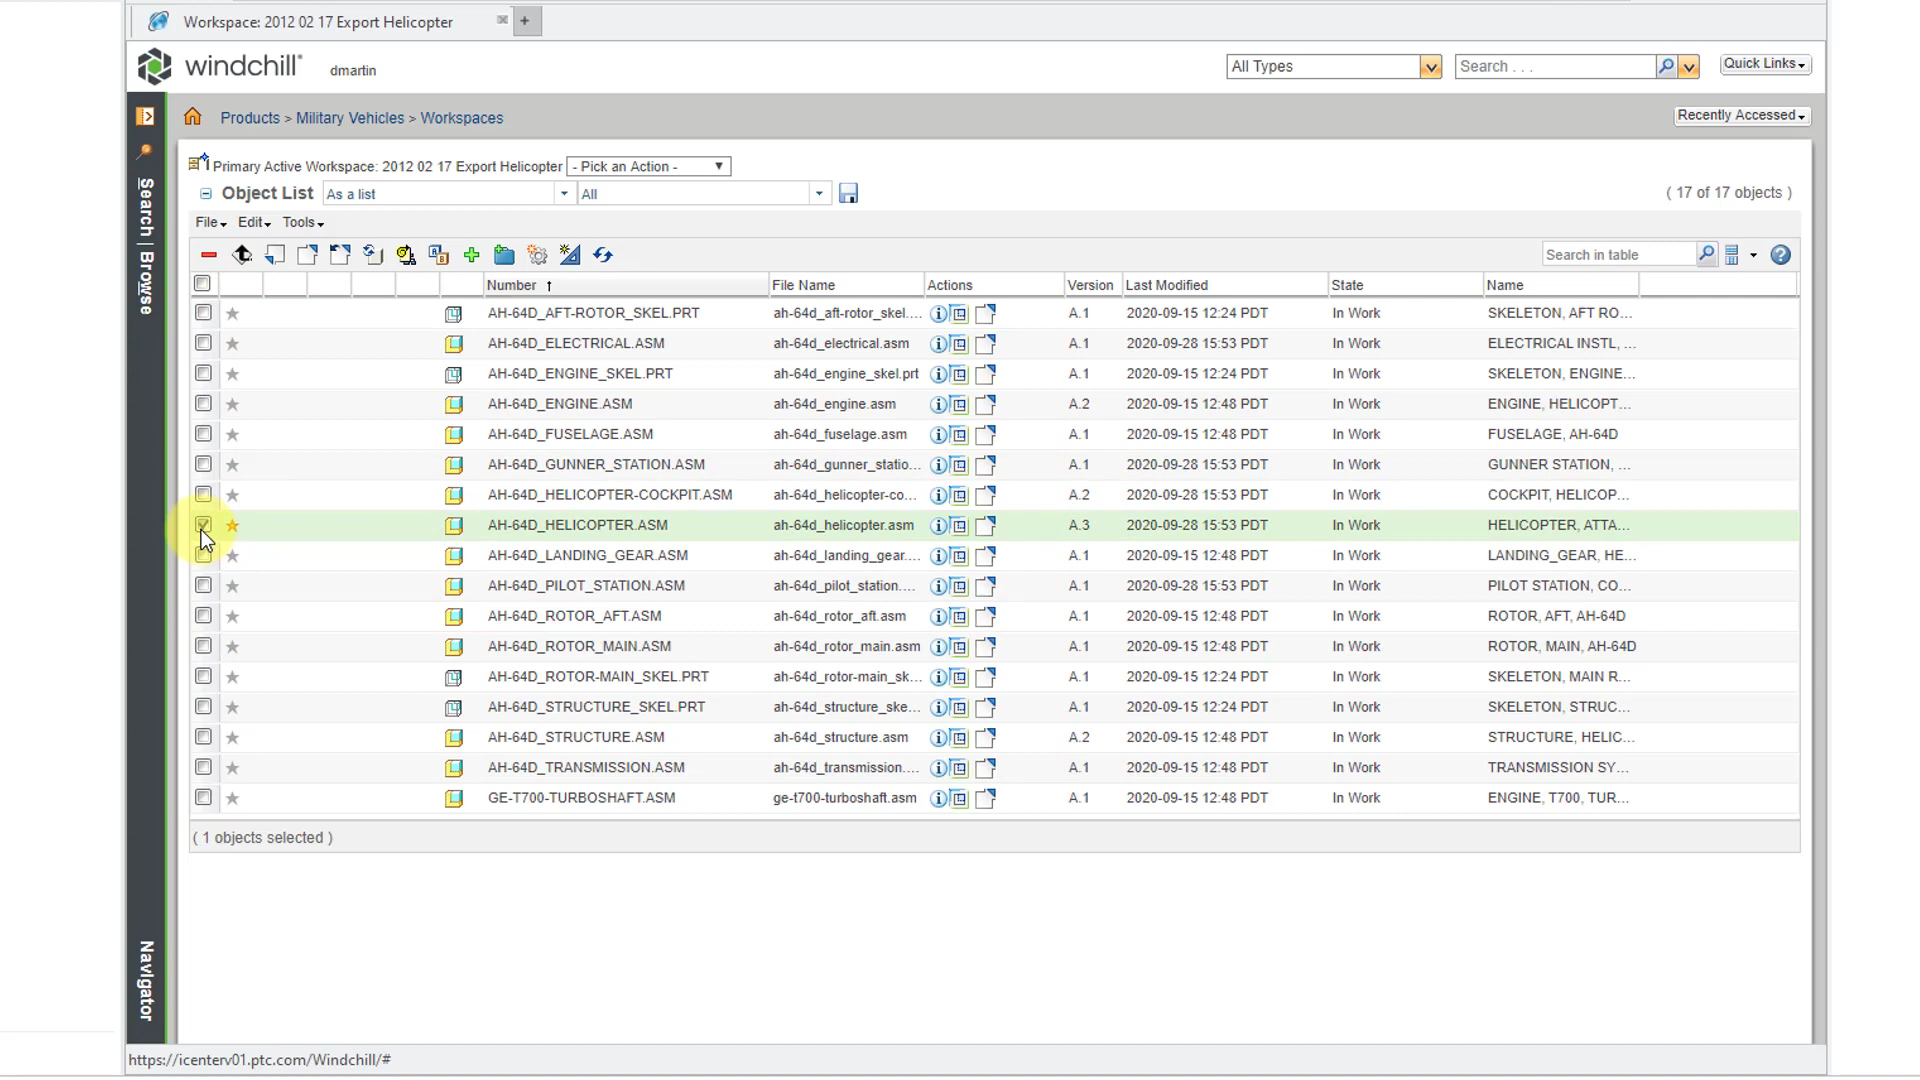 Workspace: 2012 02 17 Export Helicopter
windchill dmartin All Types Search . . . Quick Links
Products > Military Vehicles > Workspaces Recently Accessed
Primary Active Workspace: 2012 02 17 Export Helicopter - Pick an Action -
Object List As a list All ( 17 of 17 objects )
File Edit Tools
Search in table
Number File Name Actions Version Last Modified State Name
AH-64D_AFT-ROTOR_SKEL.PRT ah-64d_aft-rotor_skel.... A.1 2020-09-15 12:24 PDT In Work SKELETON, AFT RO...
AH-64D_ELECTRICAL.ASM ah-64d_electrical.asm A.1 2020-09-28 15:53 PDT In Work ELECTRICAL INSTL, ...
AH-64D_ENGINE_SKEL.PRT ah-64d_engine_skel.prt A.1 2020-09-15 12:24 PDT In Work SKELETON, ENGINE...
AH-64D_ENGINE.ASM ah-64d_engine.asm A.2 2020-09-15 12:48 PDT In Work ENGINE, HELICOPT...
AH-64D_FUSELAGE.ASM ah-64d_fuselage.asm A.1 2020-09-15 12:48 PDT In Work FUSELAGE, AH-64D
AH-64D_GUNNER_STATION.ASM ah-64d_gunner_statio... A.1 2020-09-28 15:53 PDT In Work GUNNER STATION, ...
AH-64D_HELICOPTER-COCKPIT.ASM ah-64d_helicopter-co... A.2 2020-09-28 15:53 PDT In Work COCKPIT, HELICOP...
AH-64D_HELICOPTER.ASM ah-64d_helicopter.asm A.3 2020-09-28 15:53 PDT In Work HELICOPTER, ATTA...
AH-64D_LANDING_GEAR.ASM ah-64d_landing_gear.... A.1 2020-09-15 12:48 PDT In Work LANDING_GEAR, HE...
AH-64D_PILOT_STATION.ASM ah-64d_pilot_station.... A.1 2020-09-28 15:53 PDT In Work PILOT STATION, CO...
AH-64D_ROTOR_AFT.ASM ah-64d_rotor_aft.asm A.1 2020-09-15 12:48 PDT In Work ROTOR, AFT, AH-64D
AH-64D_ROTOR_MAIN.ASM ah-64d_rotor_main.asm A.1 2020-09-15 12:48 PDT In Work ROTOR, MAIN, AH-64D
AH-64D_ROTOR-MAIN_SKEL.PRT ah-64d_rotor-main_sk... A.1 2020-09-15 12:24 PDT In Work SKELETON, MAIN R...
AH-64D_STRUCTURE_SKEL.PRT ah-64d_structure_ske... A.1 2020-09-15 12:24 PDT In Work SKELETON, STRUC...
AH-64D_STRUCTURE.ASM ah-64d_structure.asm A.2 2020-09-15 12:48 PDT In Work STRUCTURE, HELIC...
AH-64D_TRANSMISSION.ASM ah-64d_transmission.... A.1 2020-09-15 12:48 PDT In Work TRANSMISSION SY...
GE-T700-TURBOSHAFT.ASM ge-t700-turboshaft.asm A.1 2020-09-15 12:48 PDT In Work ENGINE, T700, TUR...
( 1 objects selected )
Search | Browse
Navigator
https://icenterv01.ptc.com/Windchill/#